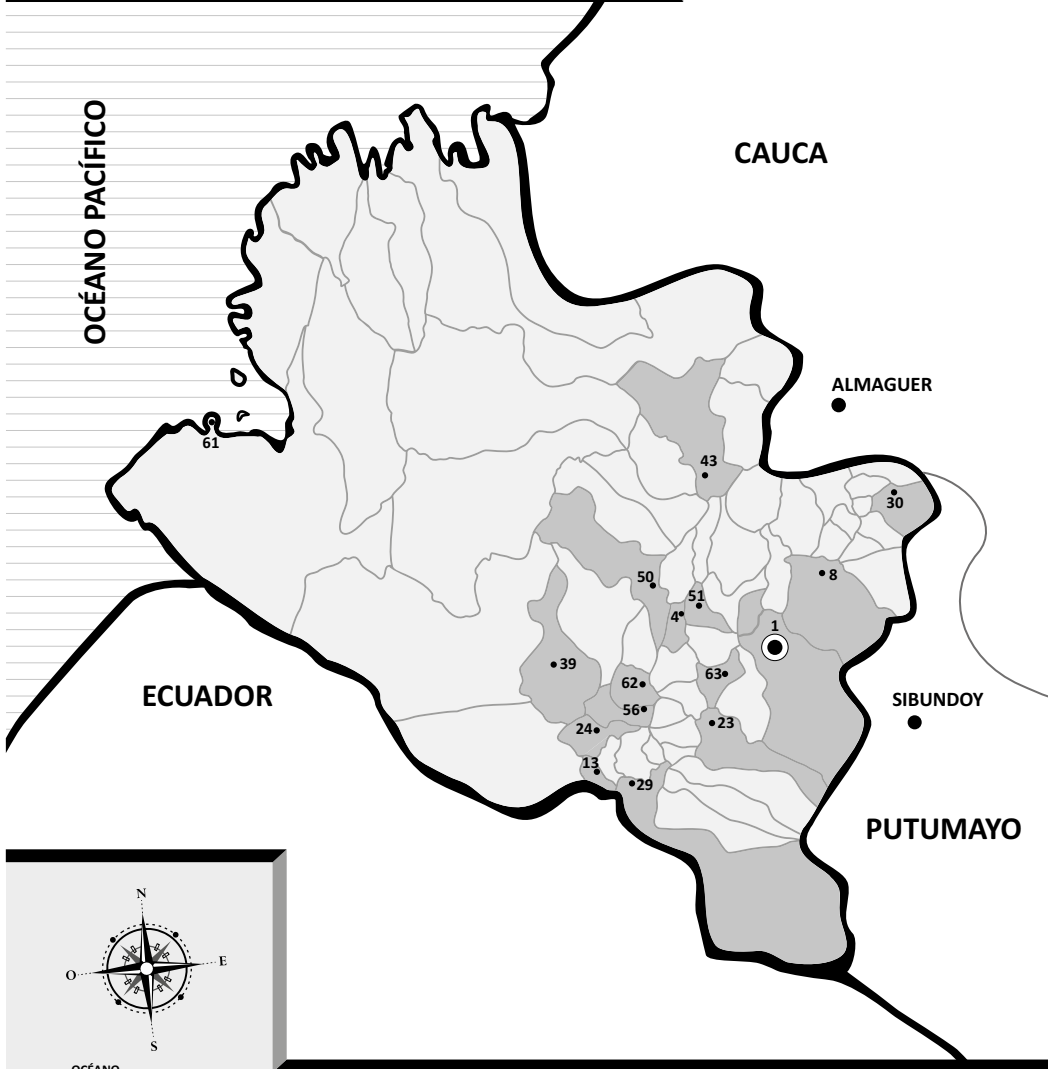 OCÉANO PACÍFICO
CAUCA
ALMAGUER
61
43
30
50
51
8
4
1
39
62
63
ECUADOR
56
SIBUNDOY
24
23
13
29
PUTUMAYO
N
O
E
S
OCÉANO